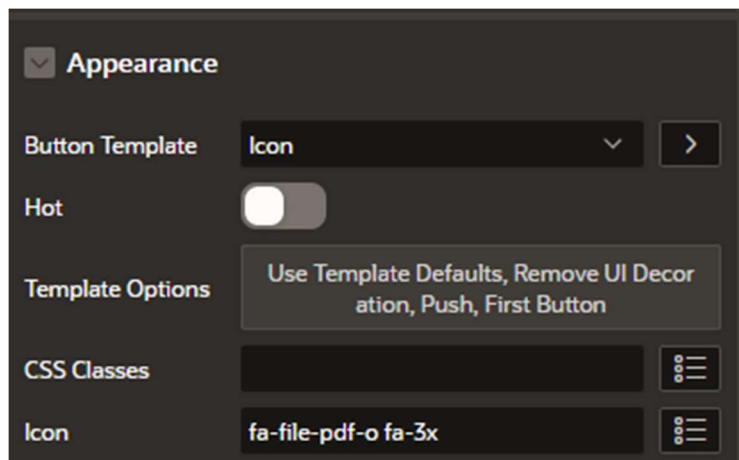 Appearance
Button Template Icon
Hot
Template Options Use Template Defaults, Remove UI Decor
ation, Push, First Button
CSS Classes
Icon fa-file-pdf-o fa-3x